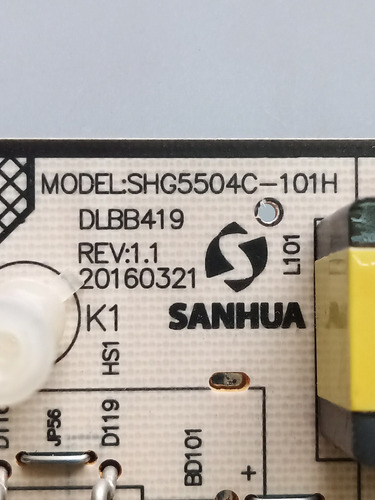 MODEL:SHG5504C-101H
DLBB419
REV:1.1
20160321
L101
K1
SANHUA
HS1
JP56
D119
BD101
+